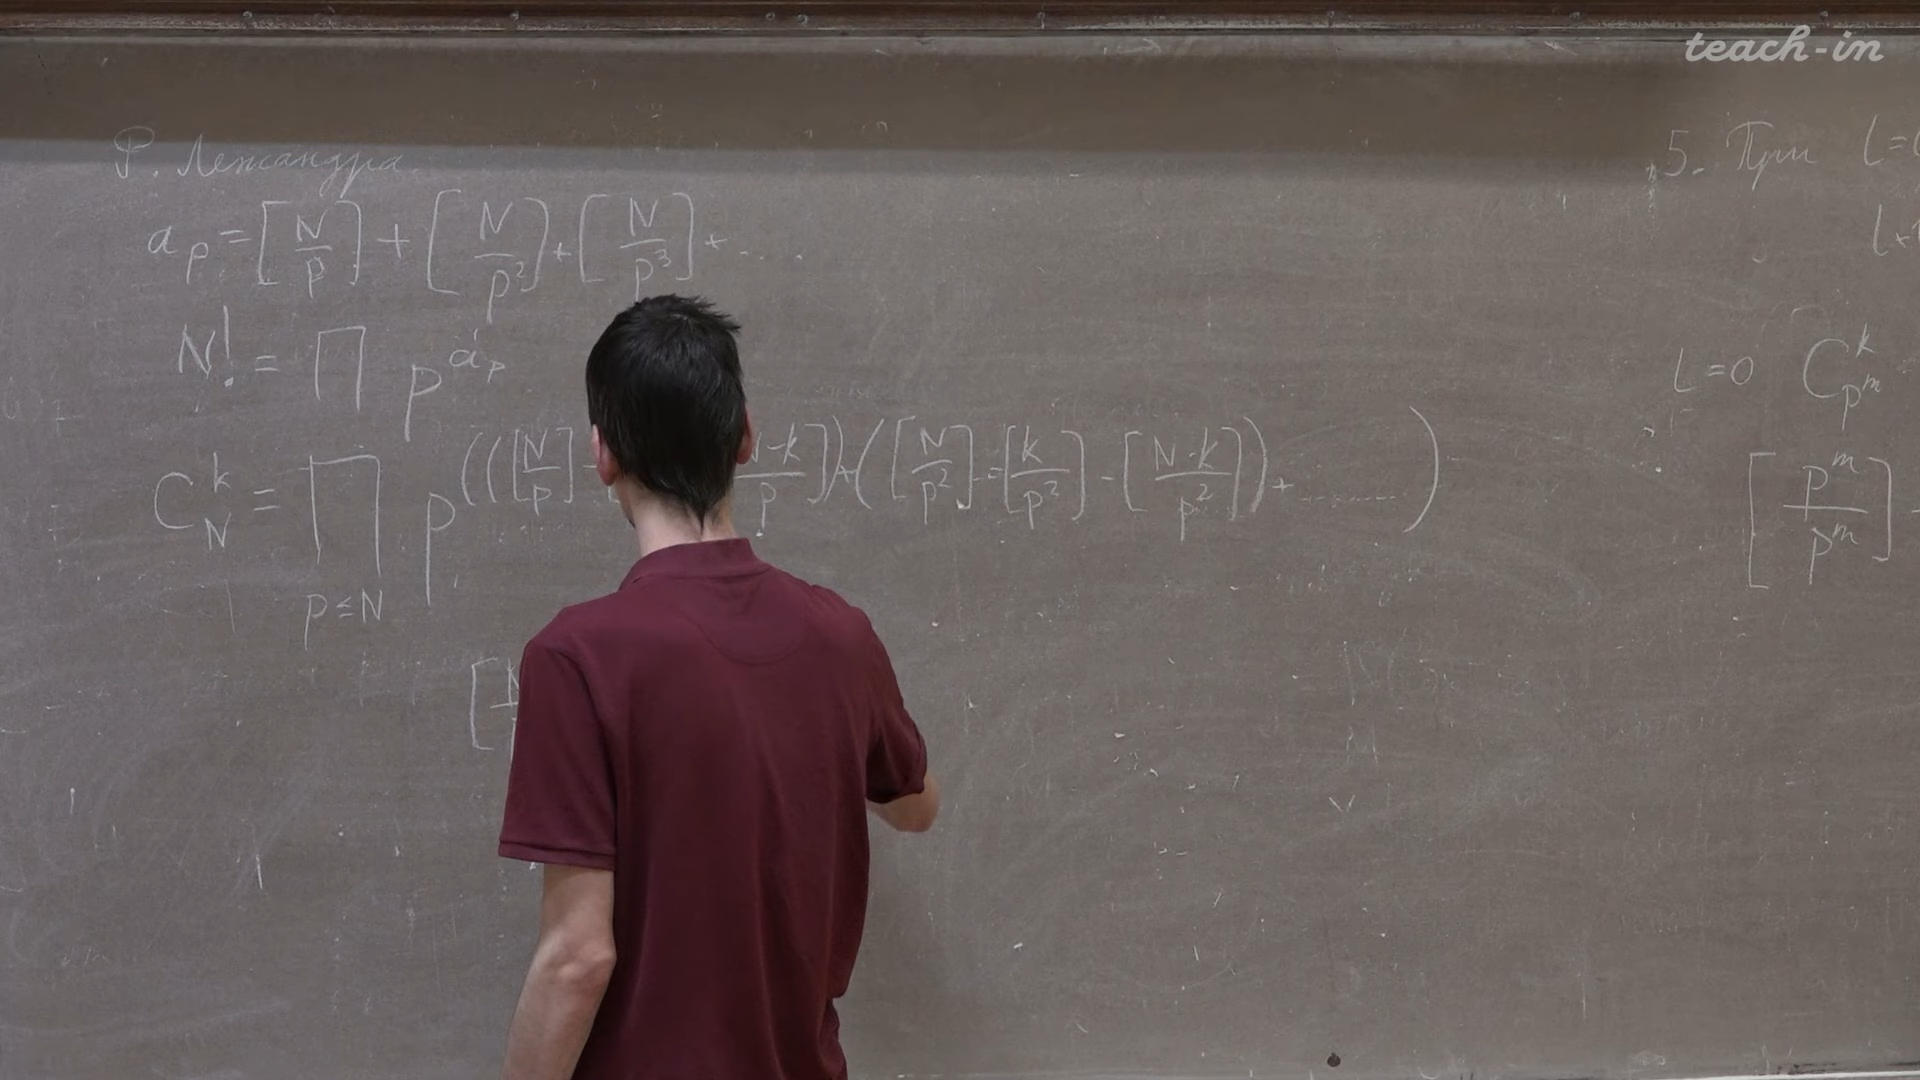 teach-in
Ф. Лежандра
a_p = [N/p] + [N/p²] + [N/p³] + ....
N! = ∏ p^{a_p}
C_N^k = ∏_{p≤N} p^{(([N/p] - N-k/p]) + ([N/p²] - [k/p²] - [N-k/p²]) + ........)}
[N
5. При l=
l+
l=0 C_{p^m}^k
[p^m/p^m] -